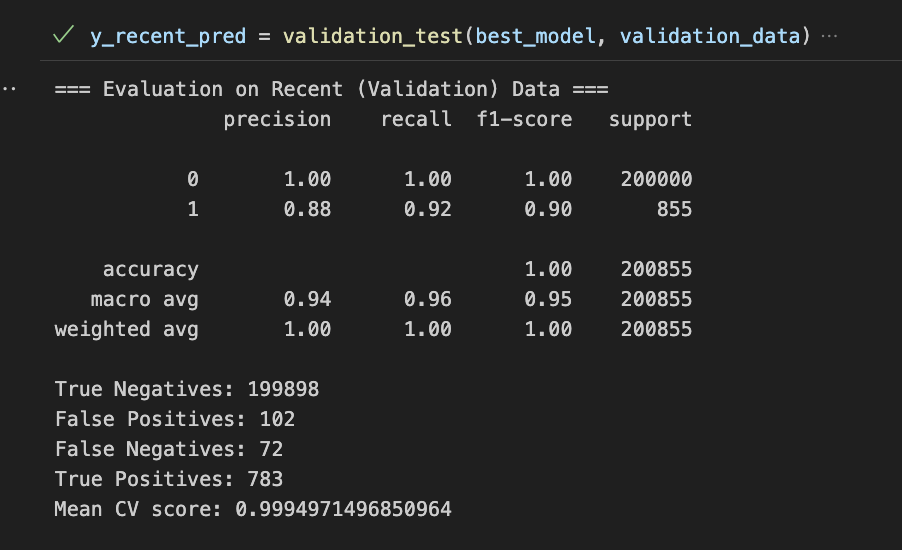 y_recent_pred = validation_test(best_model, validation_data) ···
=== Evaluation on Recent (Validation) Data ===
precision    recall  f1-score   support
0       1.00      1.00      1.00    200000
1       0.88      0.92      0.90       855
accuracy                           1.00    200855
macro avg       0.94      0.96      0.95    200855
weighted avg       1.00      1.00      1.00    200855
True Negatives: 199898
False Positives: 102
False Negatives: 72
True Positives: 783
Mean CV score: 0.9994971496850964